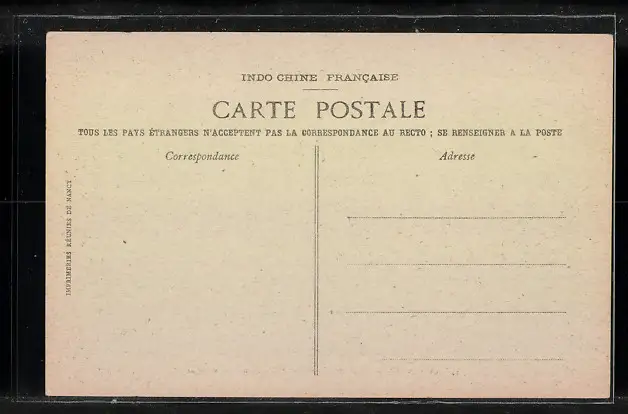 INDO CHINE FRANÇAISE
CARTE POSTALE
TOUS LES PAYS ÉTRANGERS N'ACCEPTENT PAS LA CORRESPONDANCE AU RECTO ; SE RENSEIGNER A LA POSTE
Correspondance
Adresse
IMPRIMERIES RÉUNIES DE NANCY